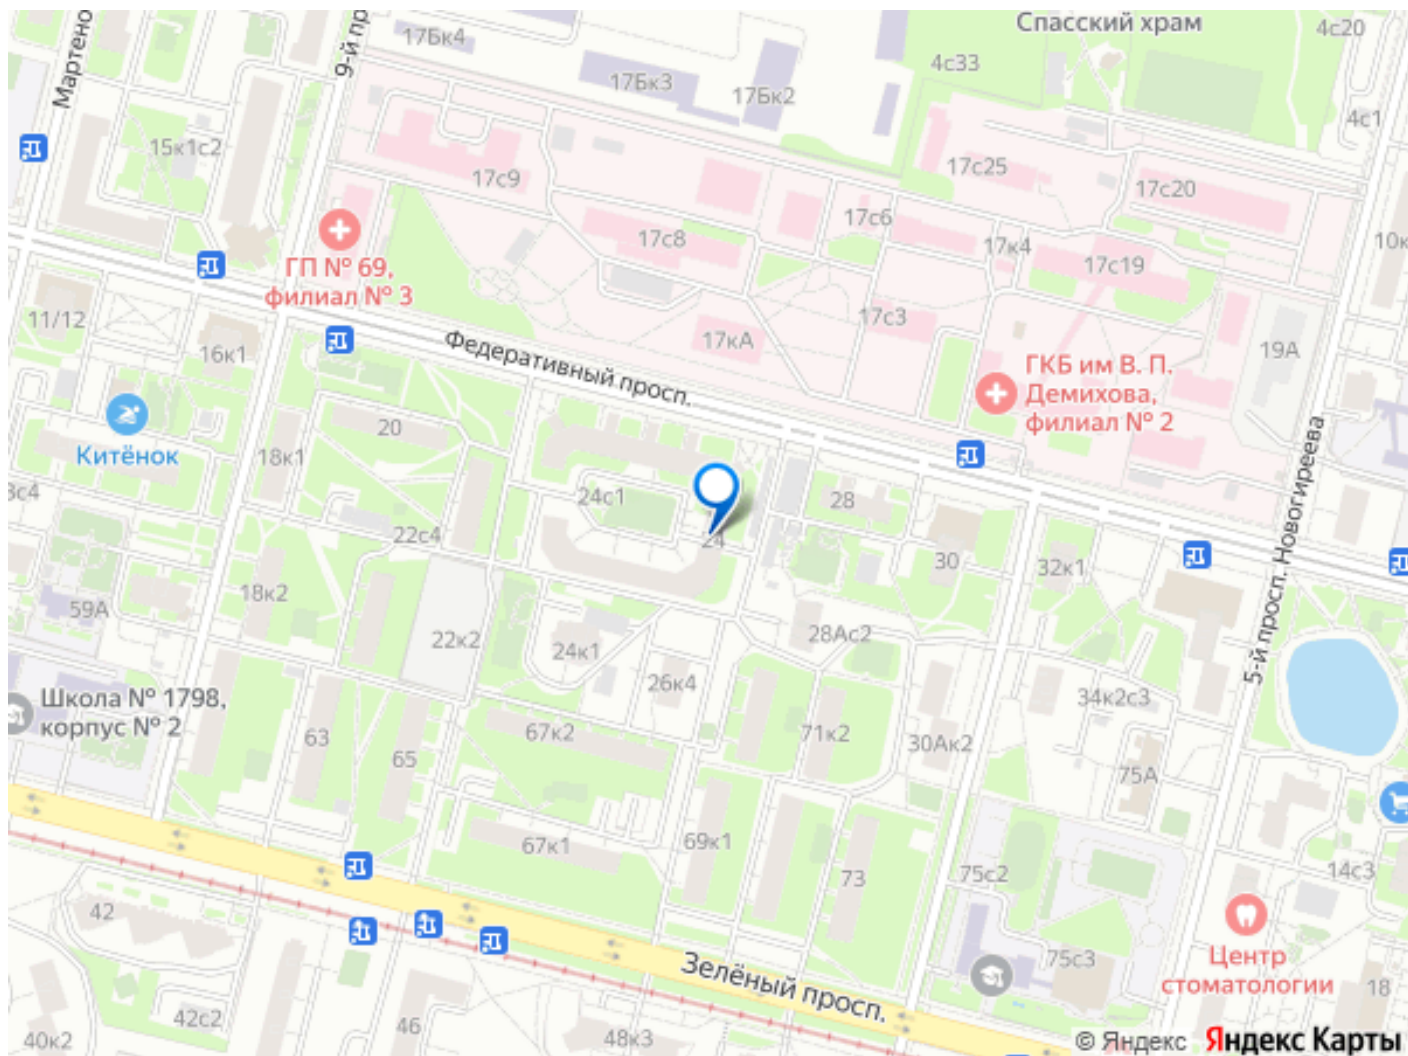 Спасский храм
4с20
17Бк4
9-й пр
Мартено
4с33
17Бк3
17Бк2
4с1
15к1с2
17с25
17с9
17с20
17с6
17с8
17к4
10к
17с19
ГП № 69,
филиал № 3
11/12
17с3
17кА
Федеративный просп.
16к1
19А
ГКБ им В. П.
Демихова,
филиал № 2
20
Китёнок
18к1
3с4
24с1
28
5-й просп. Новогиреева
22с4
24
30
32к1
18к2
59А
22к2
28Ас2
24к1
26к4
Школа № 1798,
корпус № 2
34к2с3
63
67к2
71к2
30Ак2
65
75А
67к1
69к1
73
75с2
14с3
42
Зелёный просп.
75с3
Центр
стоматологии
18
42с2
46
40к2
48к3
© Яндекс Яндекс Карты